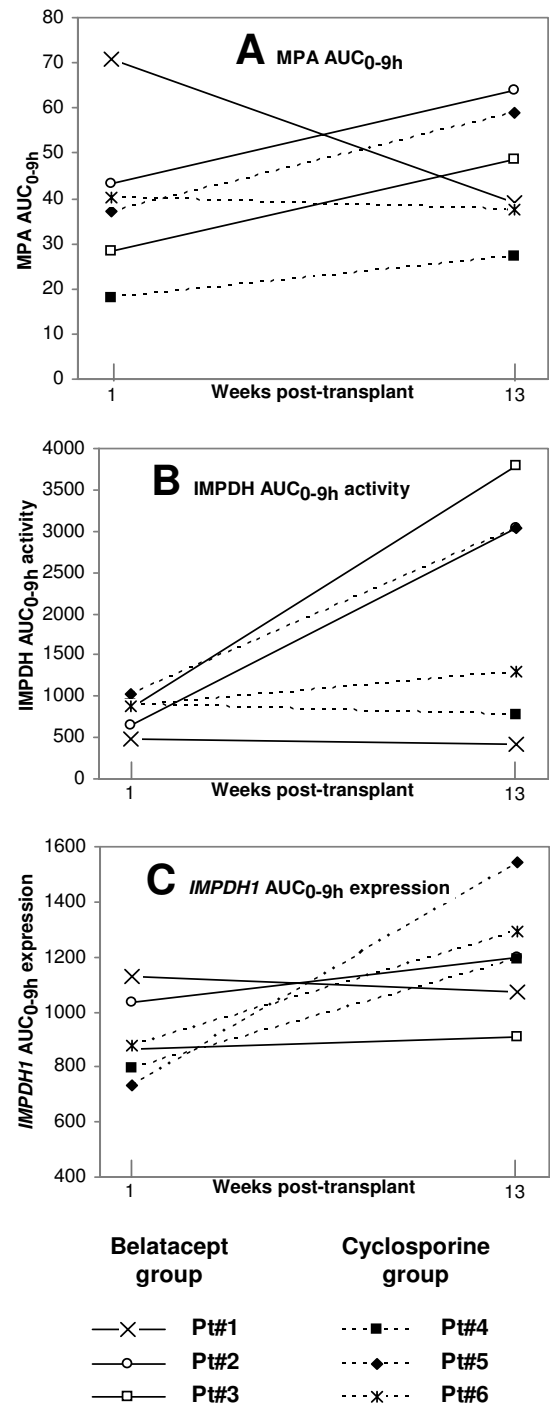 A MPA AUC0-9h
80
70
60
50
40
30
20
10
0
MPA AUC0-9h
1 Weeks post-transplant 13
B IMPDH AUC0-9h activity
4000
3500
3000
2500
2000
1500
1000
500
0
IMPDH AUC0-9h activity
1 Weeks post-transplant 13
C IMPDH1 AUC0-9h expression
1600
1400
1200
1000
800
600
400
IMPDH1 AUC0-9h expression
1 Weeks post-transplant 13
Belatacept
group
Pt#1
Pt#2
Pt#3
Cyclosporine
group
Pt#4
Pt#5
Pt#6